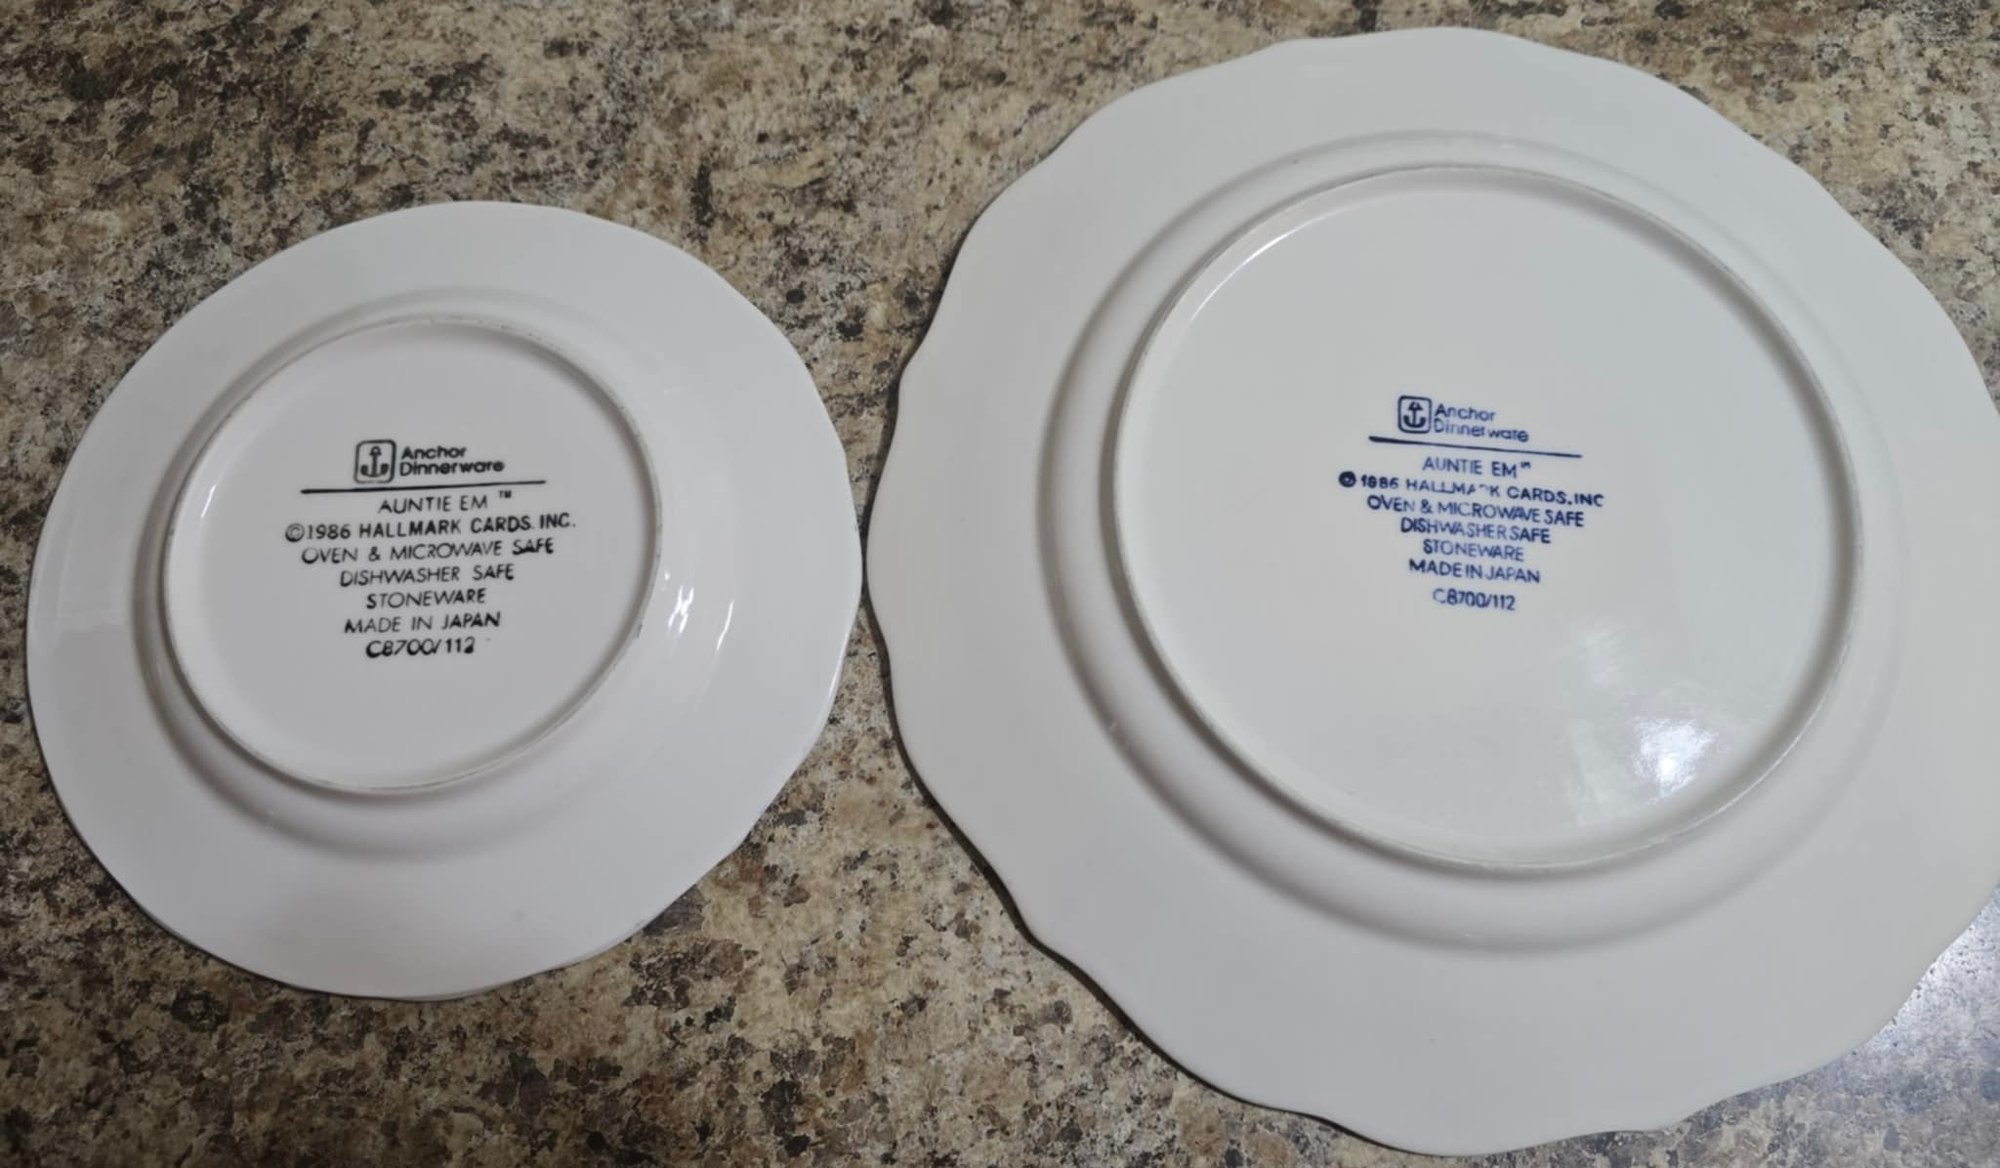 Anchor
Dinnerware
AUNTIE EM ™
©1986 HALLMARK CARDS. INC.
OVEN & MICROWAVE SAFE
DISHWASHER SAFE
STONEWARE
MADE IN JAPAN
C8700/112
Anchor
Dinnerware
AUNTIE EM ™
© 1986 HALLMARK CARDS, INC
OVEN & MICROWAVE SAFE
DISHWASHER SAFE
STONEWARE
MADE IN JAPAN
C8700/112